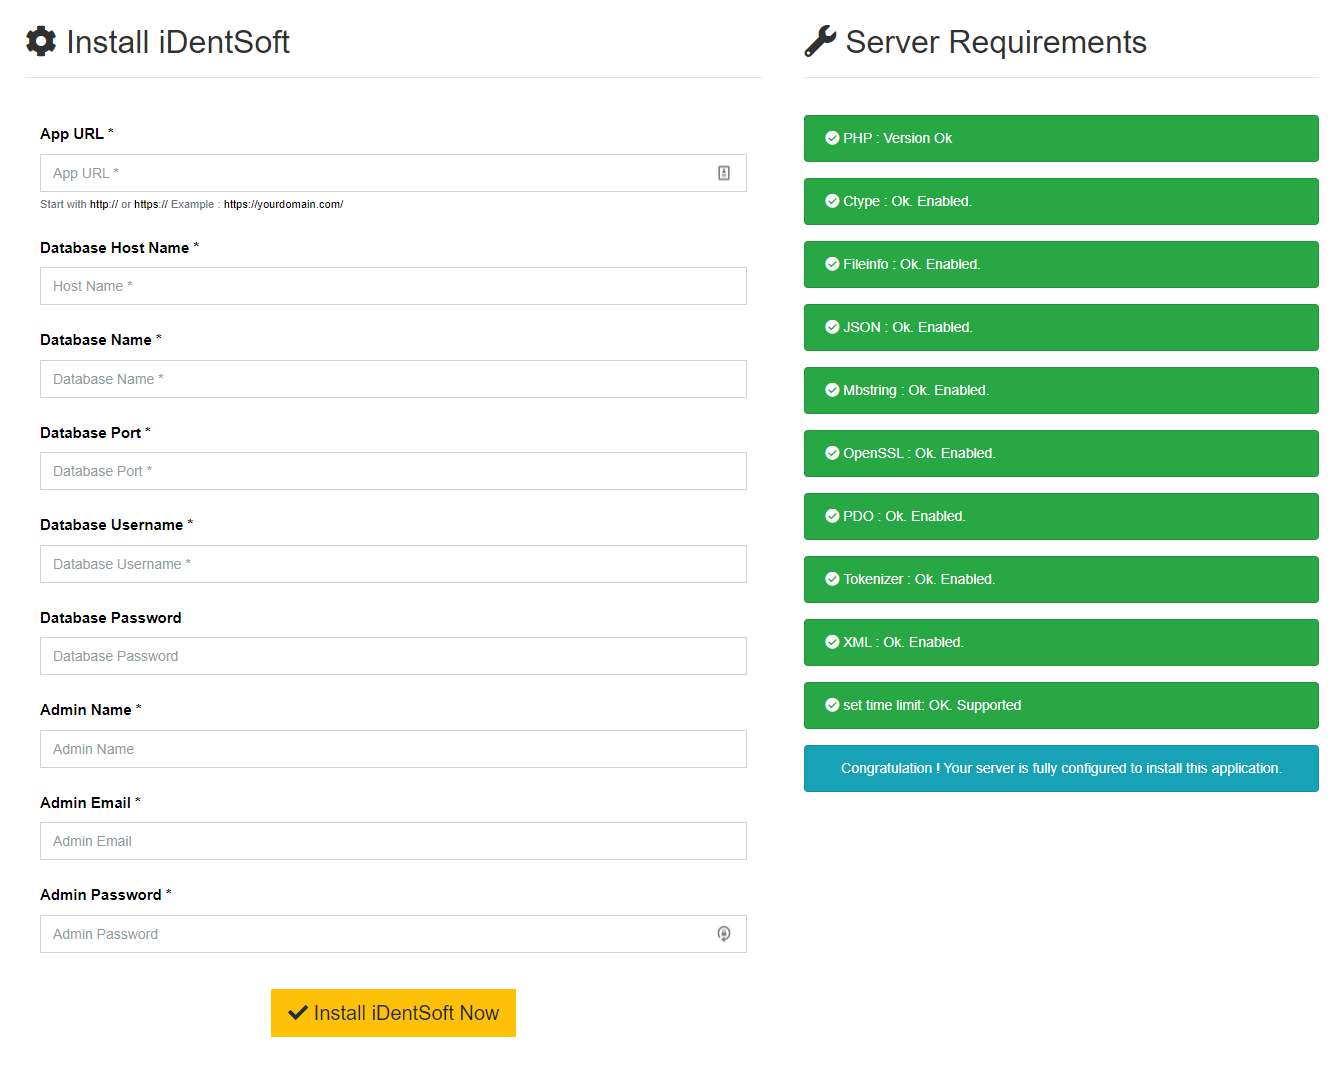 Install iDentSoft
App URL *
App URL *
Start with http:// or https:// Example : https://yourdomain.com/
Database Host Name *
Host Name *
Database Name *
Database Name *
Database Port *
Database Port *
Database Username *
Database Username *
Database Password
Database Password
Admin Name *
Admin Name
Admin Email *
Admin Email
Admin Password *
Admin Password
Install iDentSoft Now
Server Requirements
PHP : Version Ok
Ctype : Ok. Enabled.
Fileinfo : Ok. Enabled.
JSON : Ok. Enabled.
Mbstring : Ok. Enabled.
OpenSSL : Ok. Enabled.
PDO : Ok. Enabled.
Tokenizer : Ok. Enabled.
XML : Ok. Enabled.
set time limit: OK. Supported
Congratulation ! Your server is fully configured to install this application.